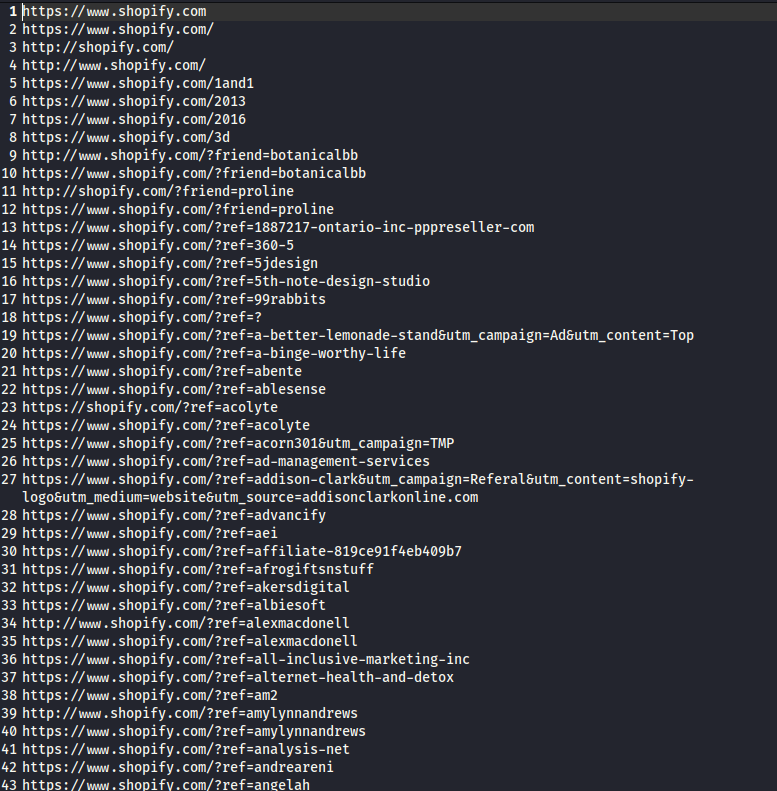 1 https://www.shopify.com
2 https://www.shopify.com/
3 http://shopify.com/
4 http://www.shopify.com/
5 https://www.shopify.com/1and1
6 https://www.shopify.com/2013
7 https://www.shopify.com/2016
8 https://www.shopify.com/3d
9 http://www.shopify.com/?friend=botanicalbb
10 https://www.shopify.com/?friend=botanicalbb
11 http://shopify.com/?friend=proline
12 https://www.shopify.com/?friend=proline
13 https://www.shopify.com/?ref=1887217-ontario-inc-pppreseller-com
14 https://www.shopify.com/?ref=360-5
15 https://www.shopify.com/?ref=5jdesign
16 https://www.shopify.com/?ref=5th-note-design-studio
17 https://www.shopify.com/?ref=99rabbits
18 https://www.shopify.com/?ref=?
19 https://www.shopify.com/?ref=a-better-lemonade-stand&utm_campaign=Ad&utm_content=Top
20 https://www.shopify.com/?ref=a-binge-worthy-life
21 https://www.shopify.com/?ref=abente
22 https://www.shopify.com/?ref=ablesense
23 https://shopify.com/?ref=acolyte
24 https://www.shopify.com/?ref=acolyte
25 https://www.shopify.com/?ref=acorn301&utm_campaign=TMP
26 https://www.shopify.com/?ref=ad-management-services
27 https://www.shopify.com/?ref=addison-clark&utm_campaign=Referal&utm_content=shopify-
logo&utm_medium=website&utm_source=addisonclarkonline.com
28 https://www.shopify.com/?ref=advancify
29 https://www.shopify.com/?ref=aei
30 https://www.shopify.com/?ref=affiliate-819ce91f4eb409b7
31 https://www.shopify.com/?ref=afrogiftsnstuff
32 https://www.shopify.com/?ref=akersdigital
33 https://www.shopify.com/?ref=albiesoft
34 http://www.shopify.com/?ref=alexmacdonell
35 https://www.shopify.com/?ref=alexmacdonell
36 https://www.shopify.com/?ref=all-inclusive-marketing-inc
37 https://www.shopify.com/?ref=alternet-health-and-detox
38 https://www.shopify.com/?ref=am2
39 http://www.shopify.com/?ref=amylynnandrews
40 https://www.shopify.com/?ref=amylynnandrews
41 https://www.shopify.com/?ref=analysis-net
42 https://www.shopify.com/?ref=andreareni
43 https://www.shopify.com/?ref=angelah